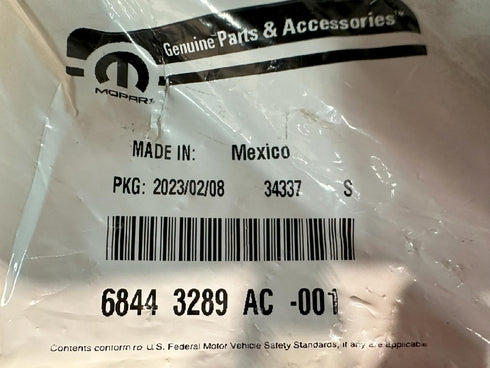 Genuine Parts & Accessories™
MOPAR
MADE IN: Mexico
PKG: 2023/02/08 34337 S
6844 3289 AC -001
Contents conform to U.S. Federal Motor Vehicle Safety Standards, if any are applicable